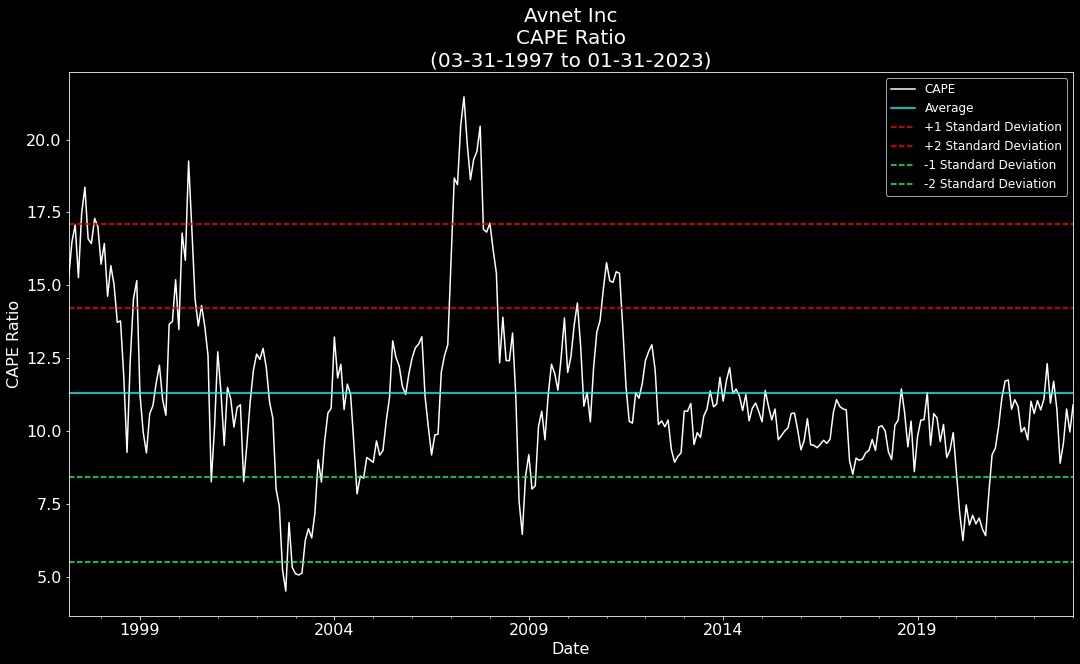 Avnet Inc
CAPE Ratio
(03-31-1997 to 01-31-2023)
CAPE
Average
+1 Standard Deviation
+2 Standard Deviation
-1 Standard Deviation
-2 Standard Deviation
CAPE Ratio
20.0
17.5
15.0
12.5
10.0
7.5
5.0
1999 2004 2009 2014 2019
Date